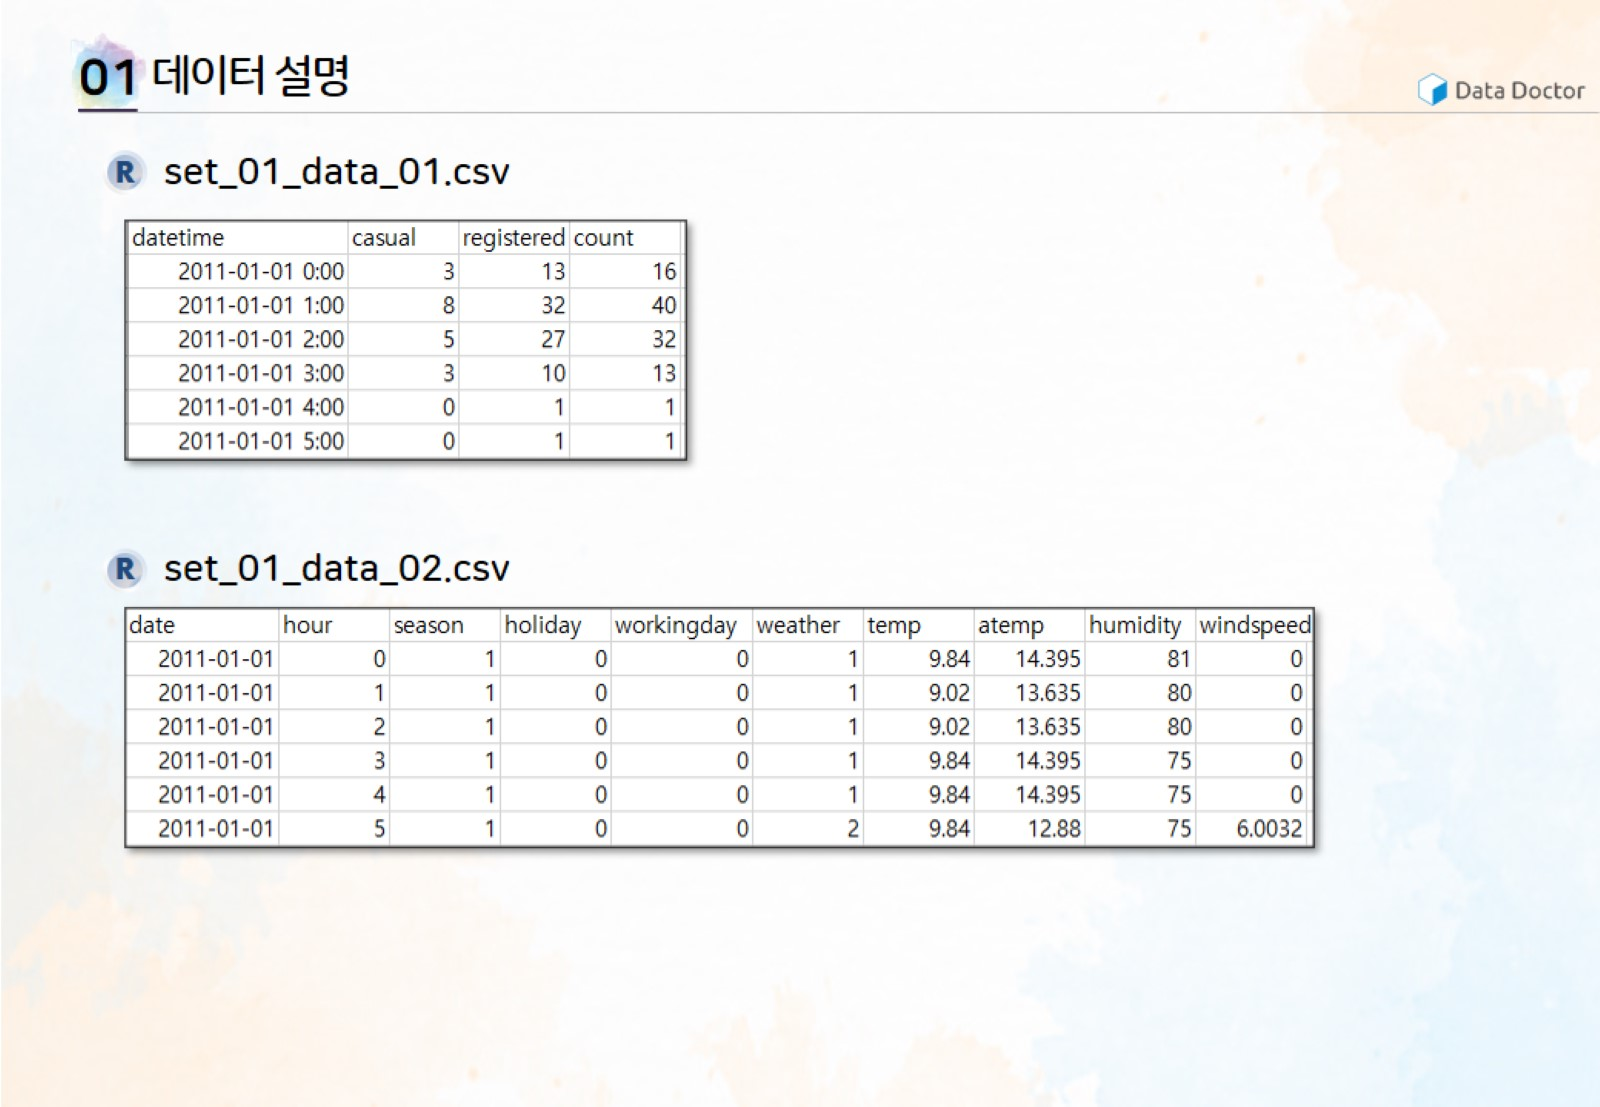 01 데이터 설명
Data Doctor
R set_01_data_01.csv
datetime casual registered count
2011-01-01 0:00 3 13 16
2011-01-01 1:00 8 32 40
2011-01-01 2:00 5 27 32
2011-01-01 3:00 3 10 13
2011-01-01 4:00 0 1 1
2011-01-01 5:00 0 1 1
R set_01_data_02.csv
date hour season holiday workingday weather temp atemp humidity windspeed
2011-01-01 0 1 0 0 1 9.84 14.395 81 0
2011-01-01 1 1 0 0 1 9.02 13.635 80 0
2011-01-01 2 1 0 0 1 9.02 13.635 80 0
2011-01-01 3 1 0 0 1 9.84 14.395 75 0
2011-01-01 4 1 0 0 1 9.84 14.395 75 0
2011-01-01 5 1 0 0 2 9.84 12.88 75 6.0032